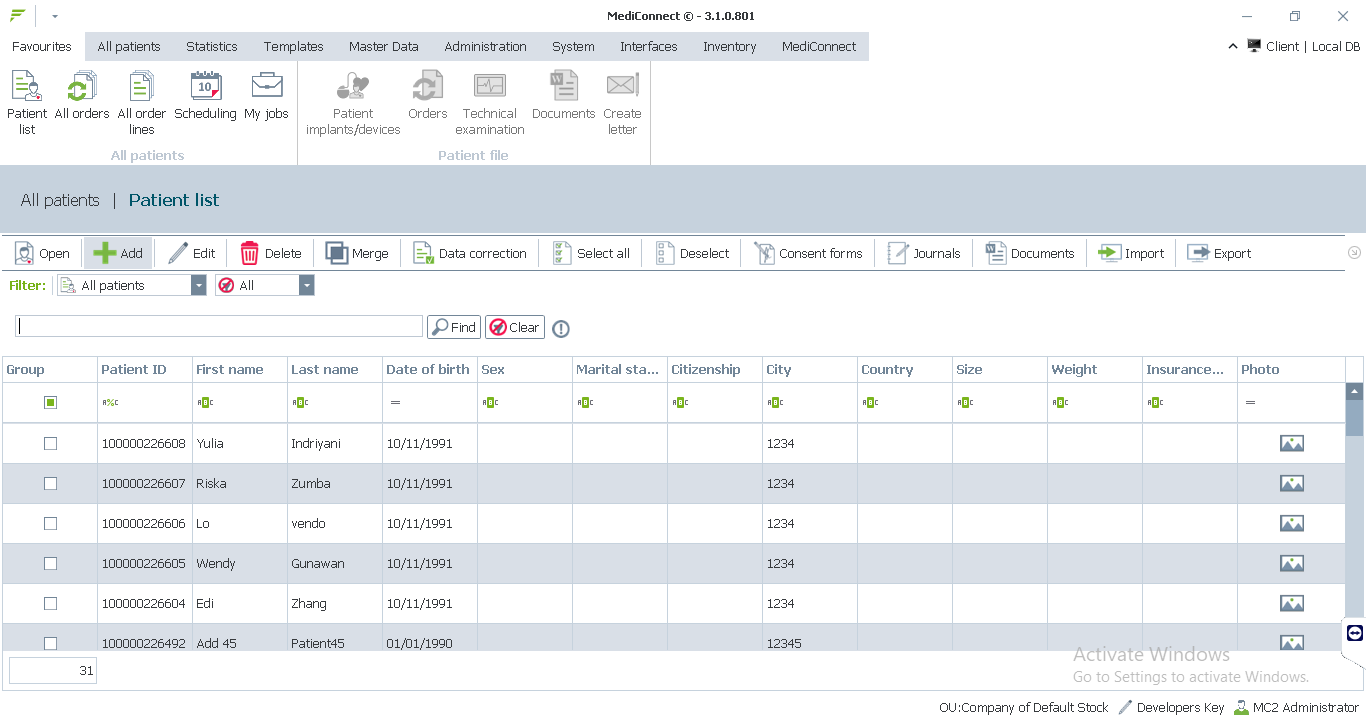 MediConnect © - 3.1.0.801
Favourites All patients Statistics Templates Master Data Administration System Interfaces Inventory MediConnect Client | Local DB
Patient list All orders All order lines 10 Scheduling My jobs Patient implants/devices Orders Technical examination Documents Create letter
All patients Patient file
All patients | Patient list
Open Add Edit Delete Merge Data correction Select all Deselect Consent forms Journals Documents Import Export
Filter: All patients All
Find Clear
Group Patient ID First name Last name Date of birth Sex Marital sta... Citizenship City Country Size Weight Insurance... Photo
A%C ABC ABC = ABC ABC ABC ABC ABC ABC ABC ABC =
100000226608 Yulia Indriyani 10/11/1991 1234
100000226607 Riska Zumba 10/11/1991 1234
100000226606 Lo vendo 10/11/1991 1234
100000226605 Wendy Gunawan 10/11/1991 1234
100000226604 Edi Zhang 10/11/1991 1234
100000226492 Add 45 Patient45 01/01/1990 12345
31
Activate Windows
Go to Settings to activate Windows.
OU:Company of Default Stock Developers Key MC2 Administrator